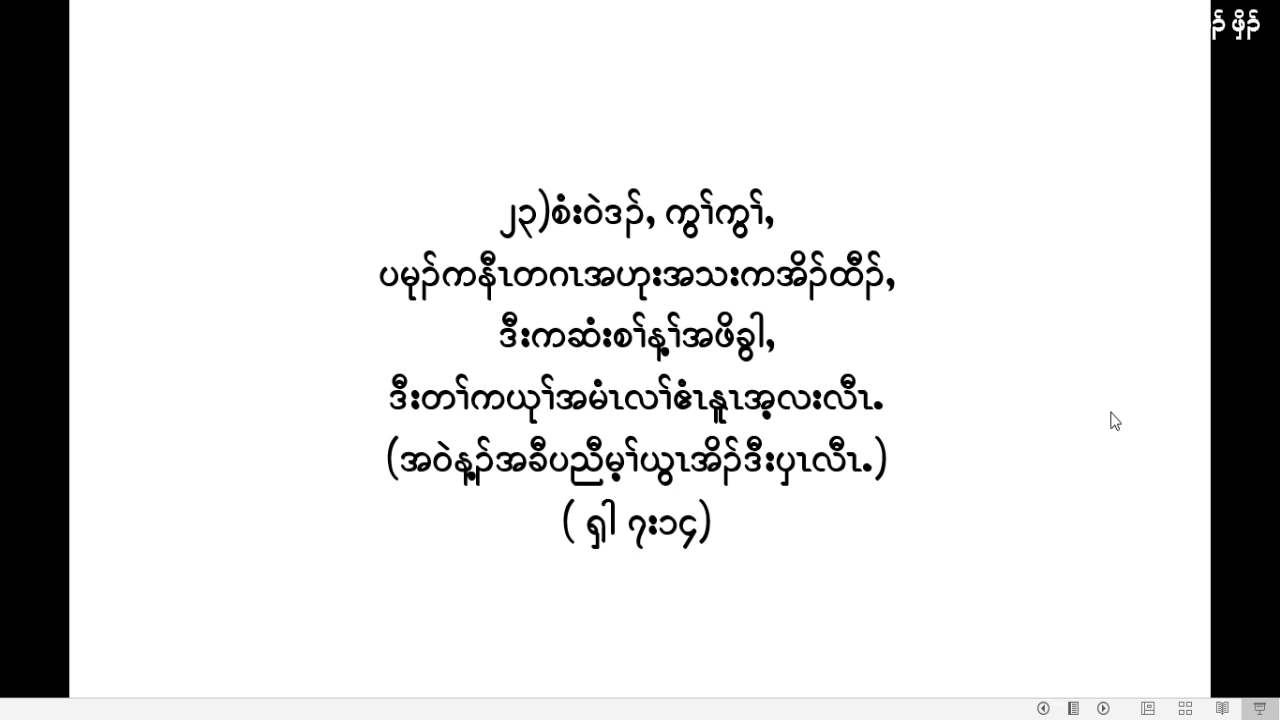 ၂၃)စံးဝဲဒၣ်, ကွၢ်ကွၢ်,
ပမုၣ်ကနီၤတဂၤအဟုးအသးကအိၣ်ထီၣ်,
ဒီးကဆံးစၢ်န့ၢ်အဖိခွါ,
ဒီးတၢ်ကယုၢ်အမံၤလၢ်ဧံၤနူၤအ့လးလီၤ.
(အဝဲန့ၣ်အခီပညီမ့ၢ်ယွၤအိၣ်ဒီးပှၤလီၤ.)
( ရှါ ၇း၁၄)
ၣ် ဖှိၣ်